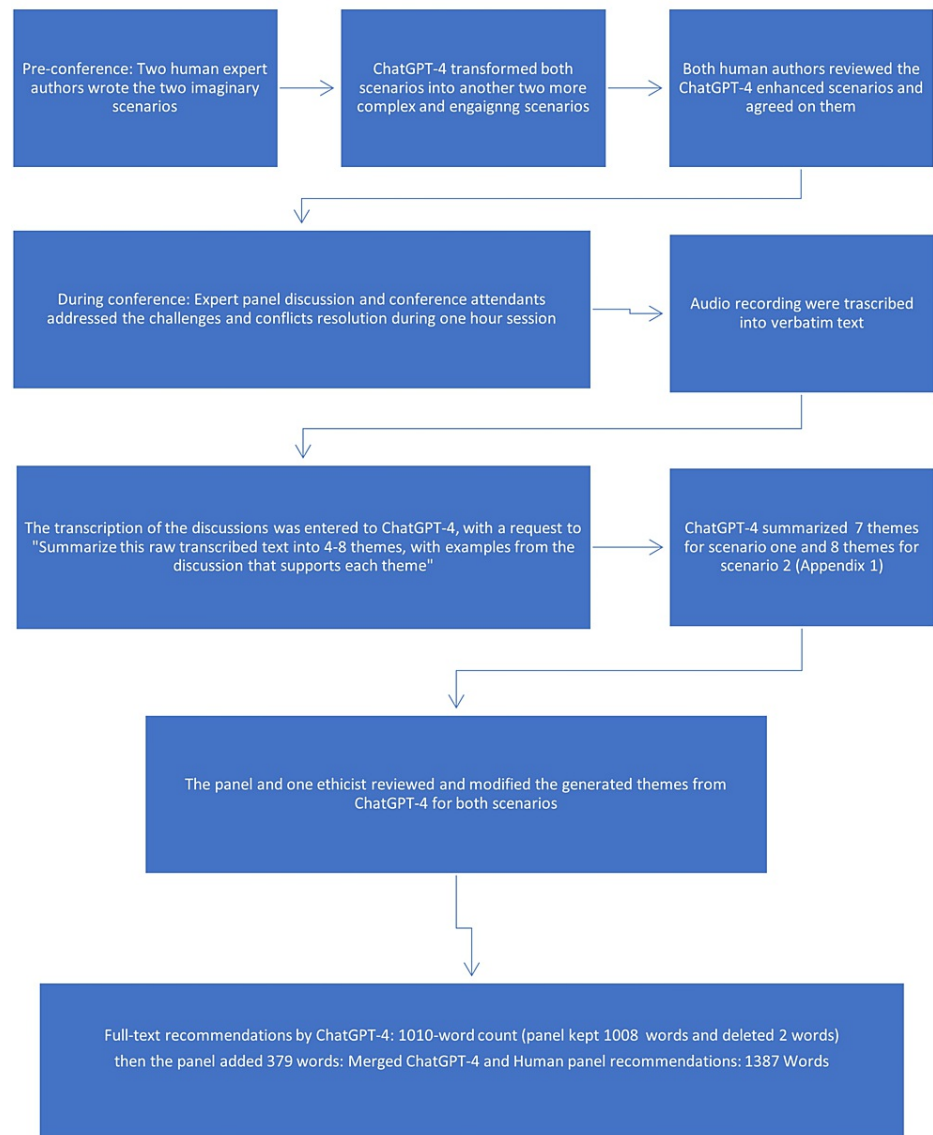 Pre-conference: Two human expert
authors wrote the two imaginary
scenarios
ChatGPT-4 transformed both
scenarios into another two more
complex and engaignng scenarios
Both human authors reviewed the
ChatGPT-4 enhanced scenarios and
agreed on them
During conference: Expert panel discussion and conference attendants
addressed the challenges and conflicts resolution during one hour
session
Audio recording were trascribed
into verbatim text
The transcription of the discussions was entered to ChatGPT-4, with a request to
"Summarize this raw transcribed text into 4-8 themes, with examples from the
discussion that supports each theme"
ChatGPT-4 summarized 7 themes
for scenario one and 8 themes for
scenario 2 (Appendix 1)
The panel and one ethicist reviewed and modified the generated themes from
ChatGPT-4 for both scenarios
Full-text recommendations by ChatGPT-4: 1010-word count (panel kept 1008 words and deleted 2 words)
then the panel added 379 words: Merged ChatGPT-4 and Human panel recommendations: 1387 Words